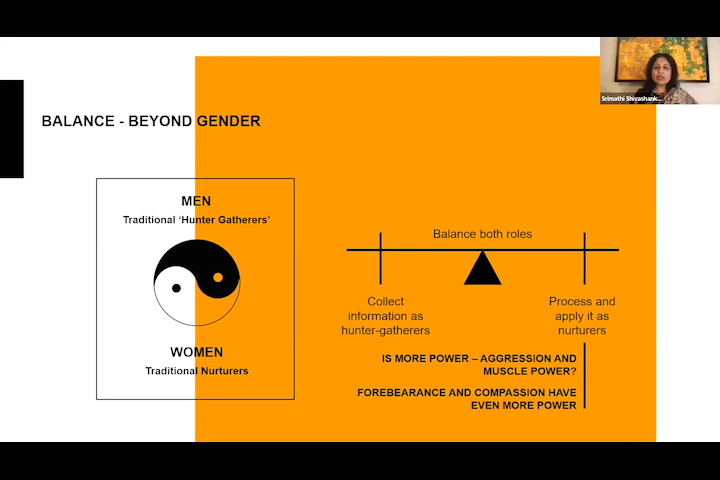 Srimathi Shivashank...
BALANCE - BEYOND GENDER
MEN
Traditional ‘Hunter Gatherers’
WOMEN
Traditional Nurturers
Balance both roles
Collect
information as
hunter-gatherers
Process and
apply it as
nurturers
IS MORE POWER – AGGRESSION AND
MUSCLE POWER?
FOREBEARANCE AND COMPASSION HAVE
EVEN MORE POWER